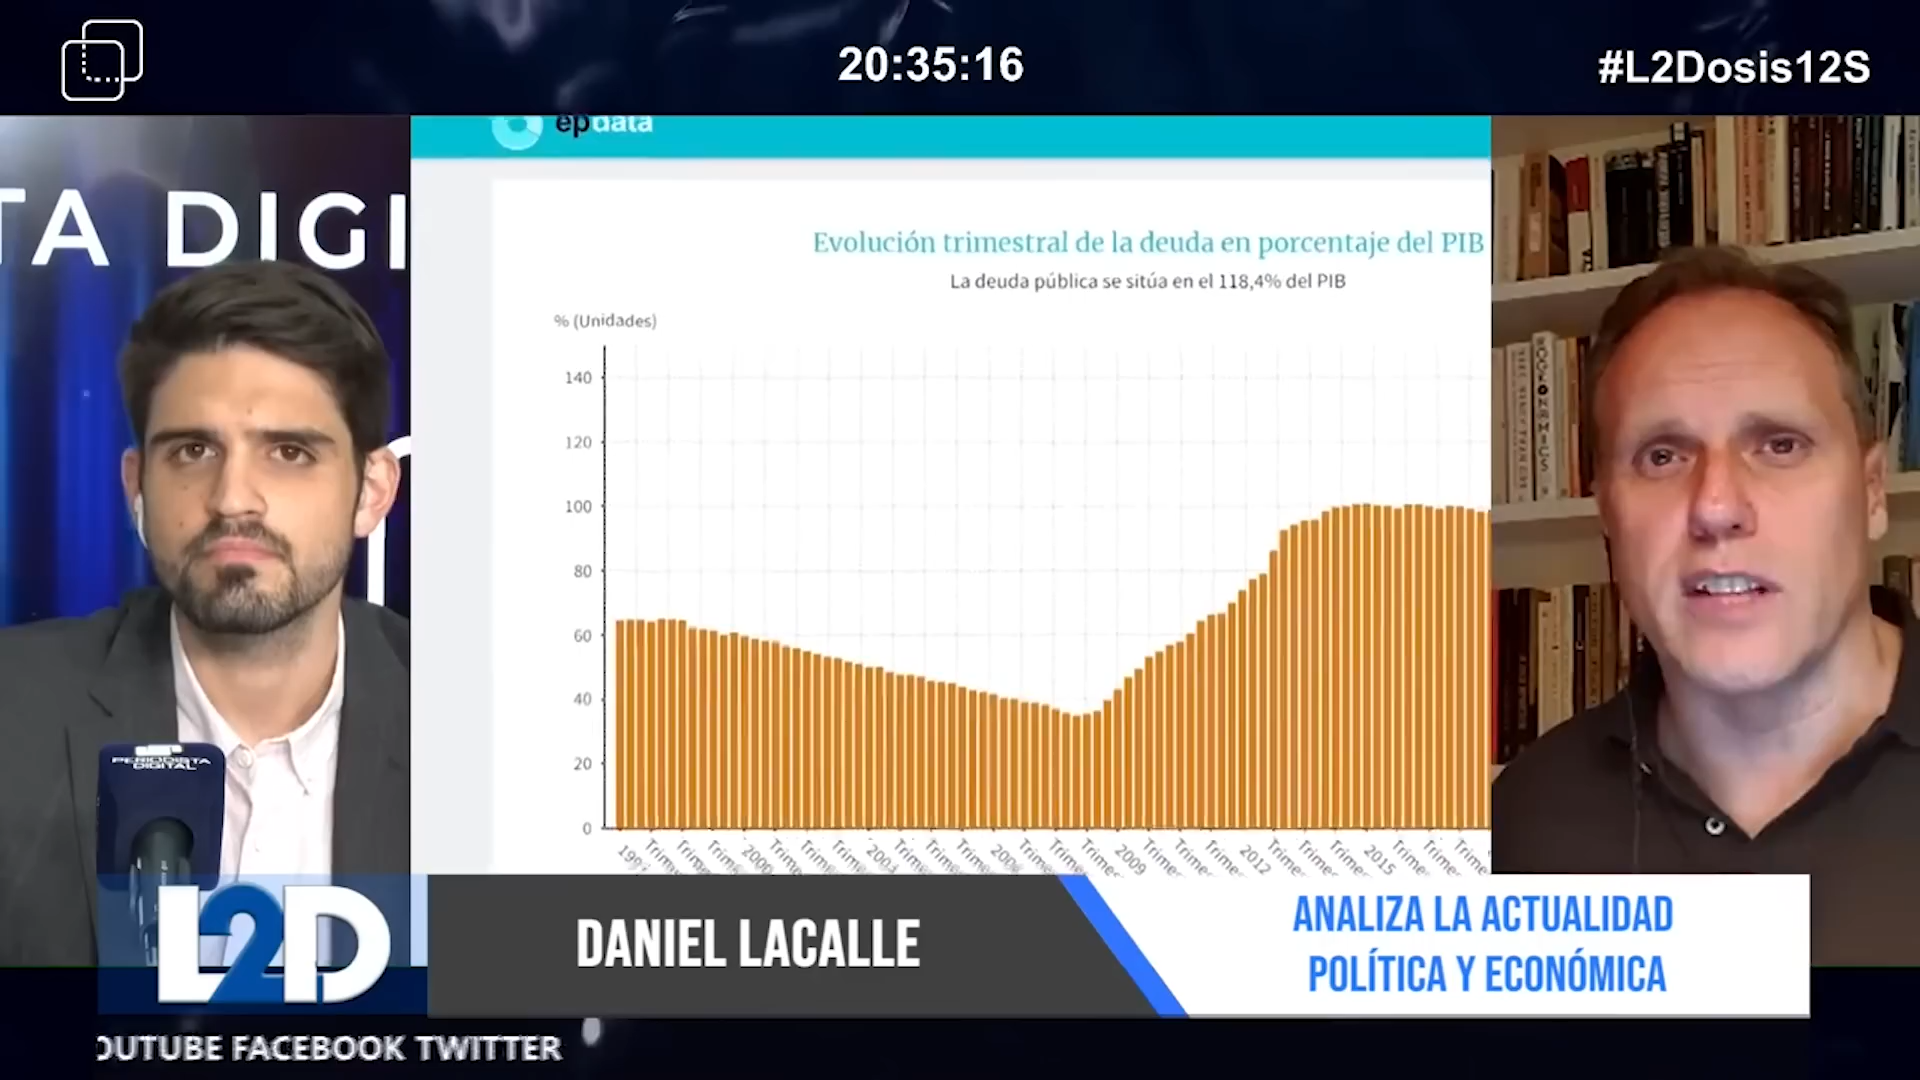 20:35:16
#L2Dosis12S
TA DIGI
epdata
Evolución trimestral de la deuda en porcentaje del PIB
La deuda pública se sitúa en el 118,4% del PIB
% (Unidades)
140
120
100
80
60
40
20
0
2000
2009
2012
2015
PERIODISTA
DIGITAL
L2D
DANIEL LACALLE
ANALIZA LA ACTUALIDAD
POLÍTICA Y ECONÓMICA
OUTUBE FACEBOOK TWITTER